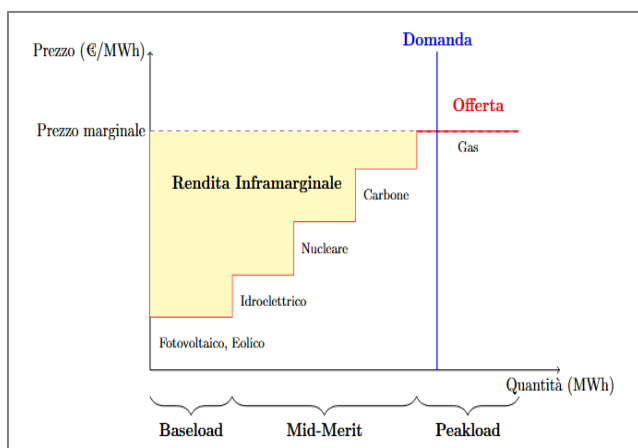 Domanda
Prezzo (€/MWh)
Offerta
Prezzo marginale
Gas
Rendita Inframarginale
Carbone
Nucleare
Idroelettrico
Fotovoltaico, Eolico
Quantità (MWh)
Baseload
Mid-Merit
Peakload